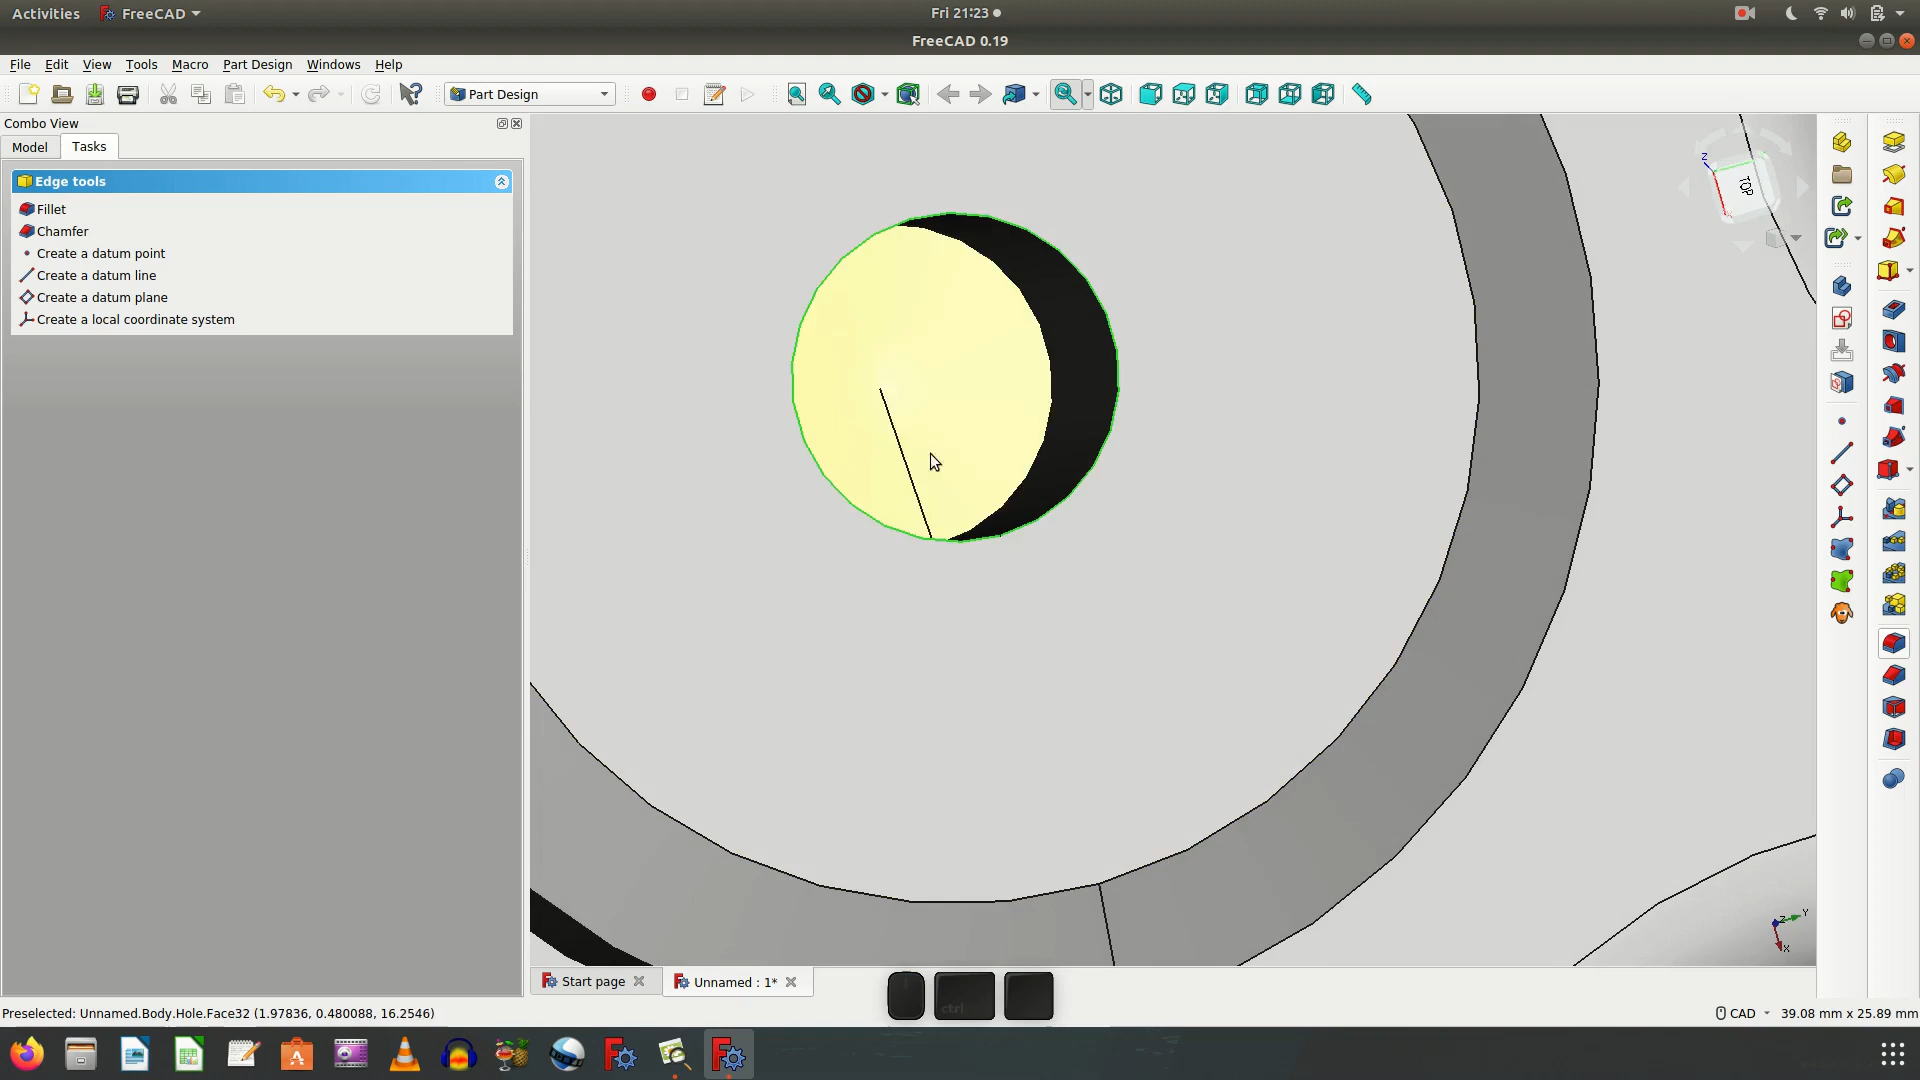 Activities FreeCAD Fri 21:23
FreeCAD 0.19
File Edit View Tools Macro Part Design Windows Help
Part Design
Combo View
Model Tasks
Edge tools
Fillet
Chamfer
Create a datum point
Create a datum line
Create a datum plane
Create a local coordinate system
Z
TOP
Z Y
X
Start page Unnamed : 1*
ctrl
Preselected: Unnamed.Body.Hole.Face32 (1.97836, 0.480088, 16.2546) CAD 39.08 mm x 25.89 mm